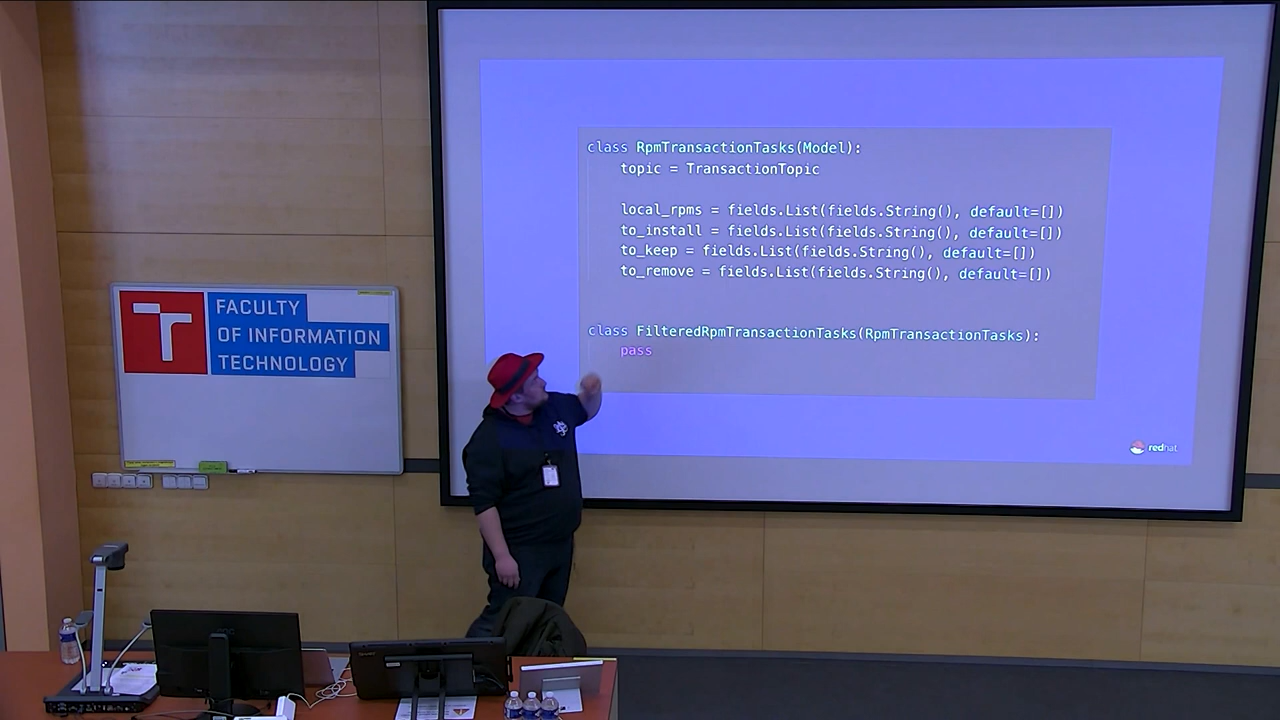 class RpmTransactionTasks(Model):
    topic = TransactionTopic
    local_rpms = fields.List(fields.String(), default=[])
    to_install = fields.List(fields.String(), default=[])
    to_keep = fields.List(fields.String(), default=[])
    to_remove = fields.List(fields.String(), default=[])
class FilteredRpmTransactionTasks(RpmTransactionTasks):
    pass
redhat
FACULTY
OF INFORMATION
TECHNOLOGY